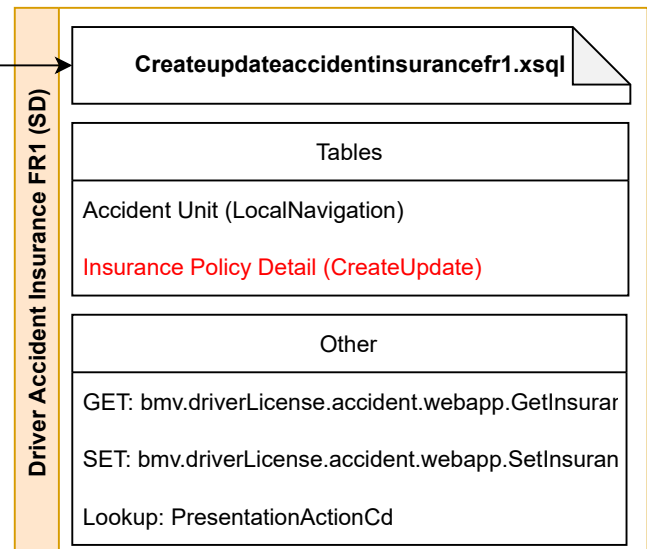 Driver Accident Insurance FR1 (SD)
Createupdateaccidentinsurancefr1.xsql
Tables
Accident Unit (LocalNavigation)
Insurance Policy Detail (CreateUpdate)
Other
GET: bmv.driverLicense.accident.webapp.GetInsuran
SET: bmv.driverLicense.accident.webapp.SetInsuran
Lookup: PresentationActionCd